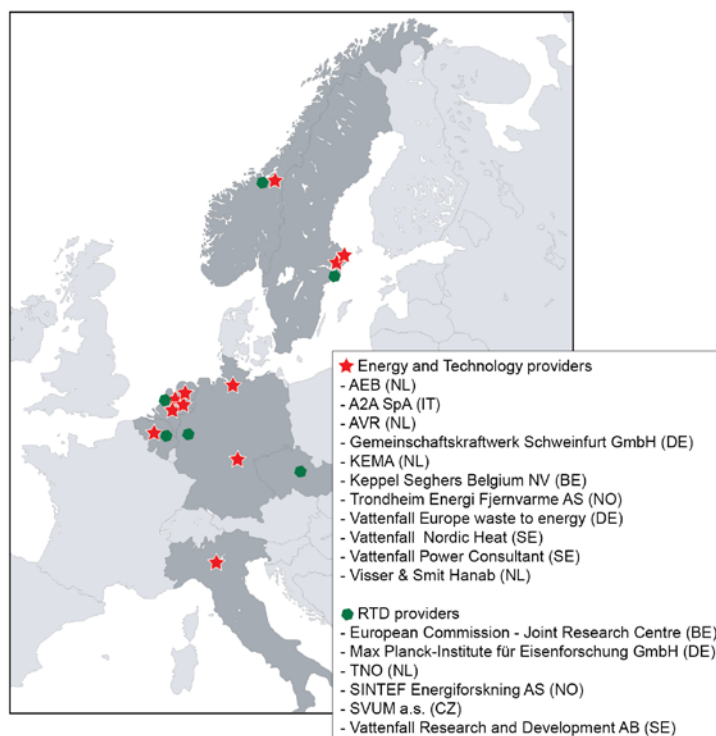 Energy and Technology providers
- AEB (NL)
- A2A SpA (IT)
- AVR (NL)
- Gemeinschaftskraftwerk Schweinfurt GmbH (DE)
- KEMA (NL)
- Keppel Seghers Belgium NV (BE)
- Trondheim Energi Fjernvarme AS (NO)
- Vattenfall Europe waste to energy (DE)
- Vattenfall Nordic Heat (SE)
- Vattenfall Power Consultant (SE)
- Visser & Smit Hanab (NL)
RTD providers
- European Commission - Joint Research Centre (BE)
- Max Planck-Institute für Eisenforschung GmbH (DE)
- TNO (NL)
- SINTEF Energiforskning AS (NO)
- SVUM a.s. (CZ)
- Vattenfall Research and Development AB (SE)